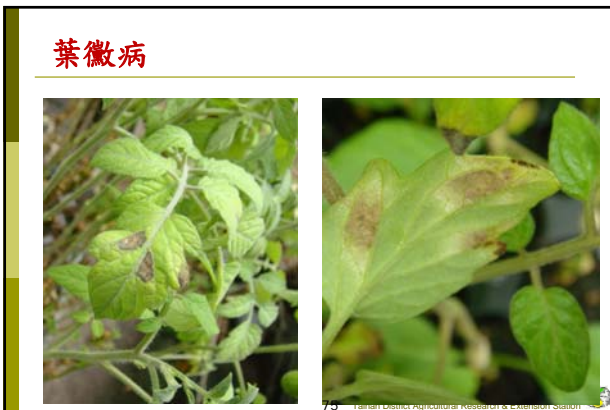 葉黴病
75 Tainan District Agricultural Research & Extension Station